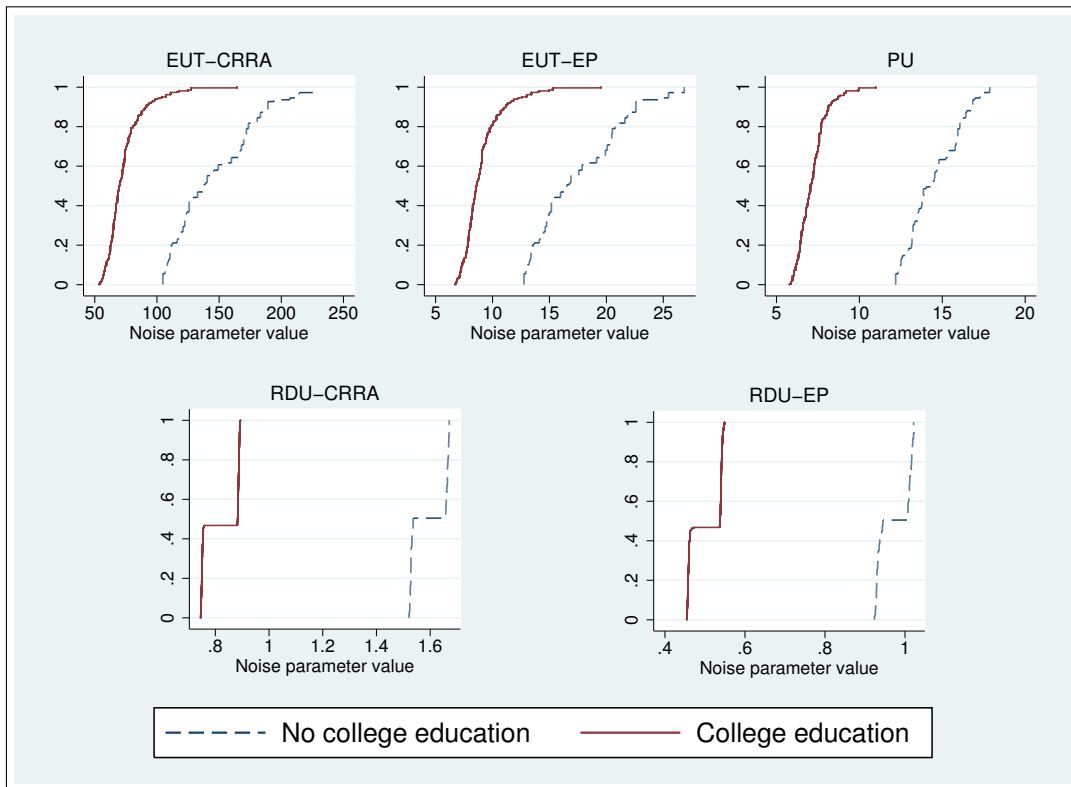 EUT−CRRA
0 .2 .4 .6 .8 1
50 100 150 200 250
Noise parameter value
EUT−EP
0 .2 .4 .6 .8 1
5 10 15 20 25
Noise parameter value
PU
0 .2 .4 .6 .8 1
5 10 15 20
Noise parameter value
RDU−CRRA
0 .2 .4 .6 .8 1
.8 1 1.2 1.4 1.6
Noise parameter value
RDU−EP
0 .2 .4 .6 .8 1
.4 .6 .8 1
Noise parameter value
No college education College education